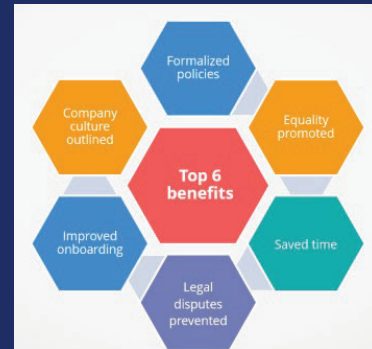 Formalized
policies
Company
culture
outlined
Equality
promoted
Top 6
benefits
Improved
onboarding
Saved time
Legal
disputes
prevented